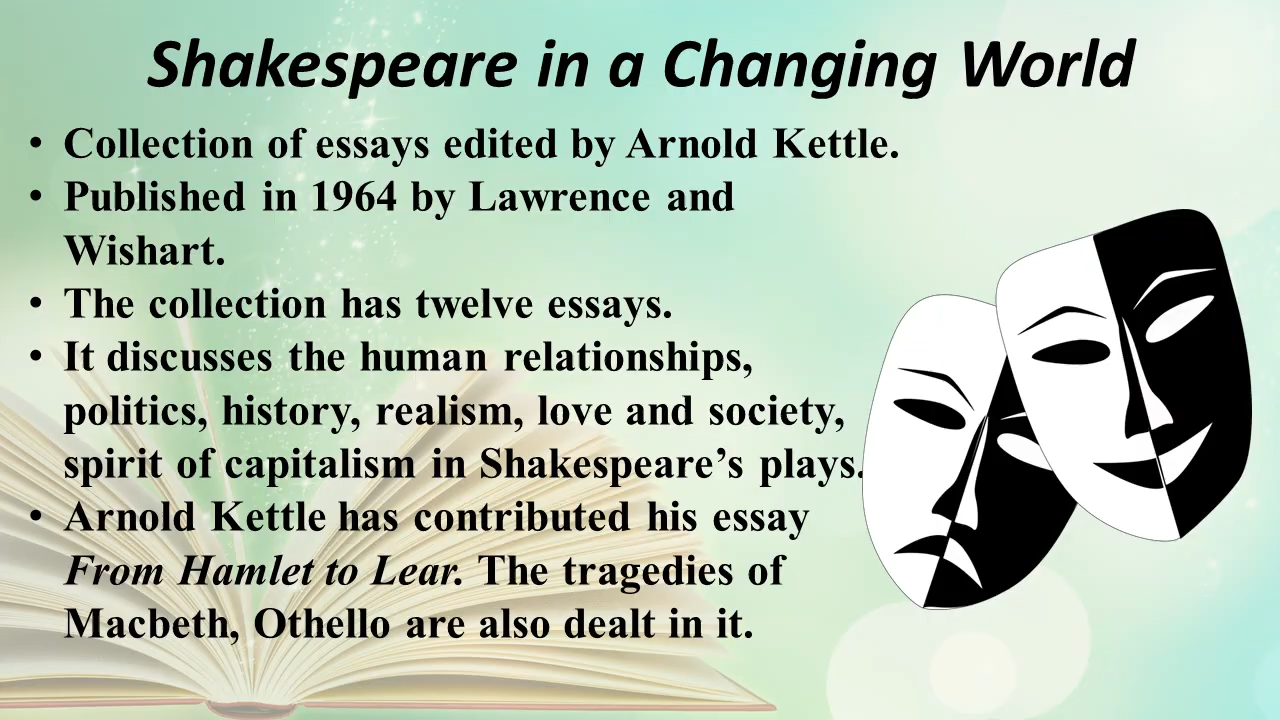 Shakespeare in a Changing World
• Collection of essays edited by Arnold Kettle.
• Published in 1964 by Lawrence and
Wishart.
• The collection has twelve essays.
• It discusses the human relationships,
politics, history, realism, love and society,
spirit of capitalism in Shakespeare’s plays.
• Arnold Kettle has contributed his essay
From Hamlet to Lear. The tragedies of
Macbeth, Othello are also dealt in it.